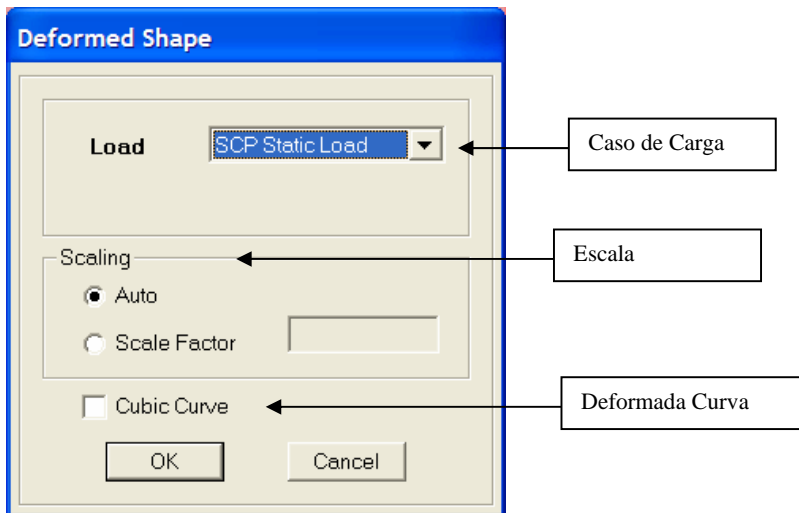 Deformed Shape
Load
SCP Static Load
Caso de Carga
Scaling
Escala
Auto
Scale Factor
Cubic Curve
Deformada Curva
OK
Cancel